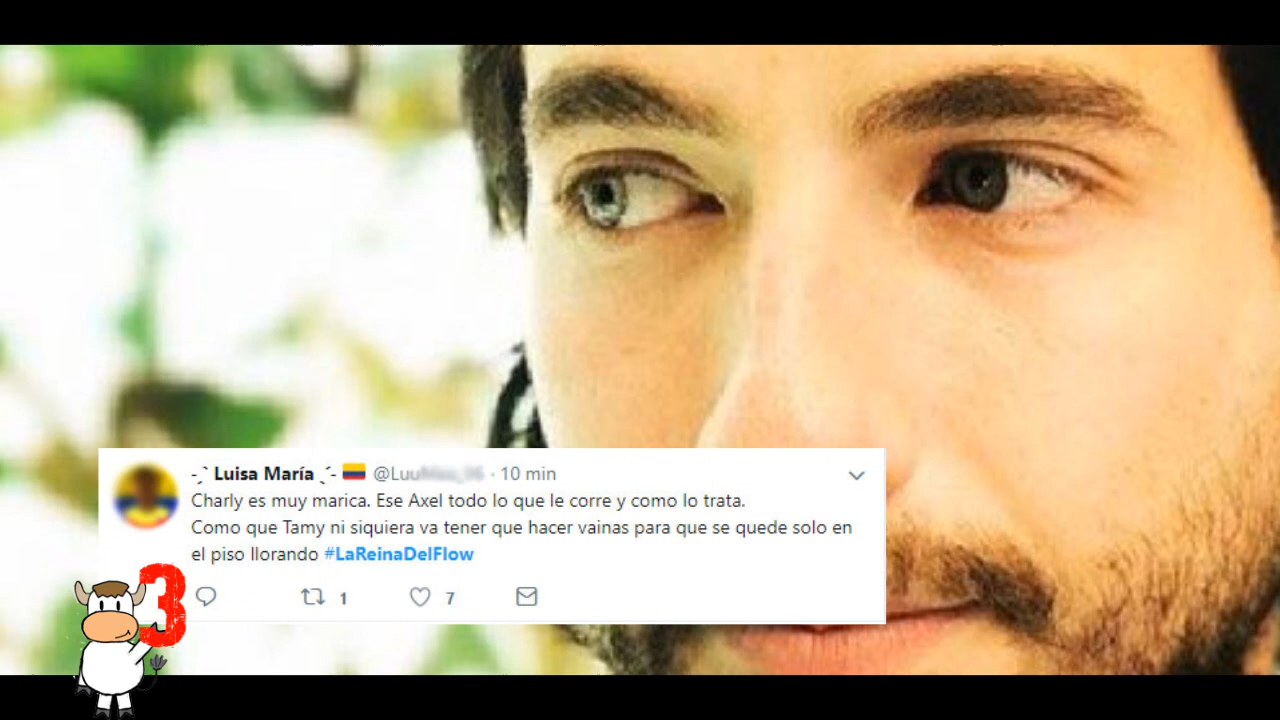 -ˏˋ Luisa María ˎˊ- @Luu · 10 min
Charly es muy marica. Ese Axel todo lo que le corre y como lo trata.
Como que Tamy ni siquiera va tener que hacer vainas para que se quede solo en
el piso llorando #LaReinaDelFlow
1 7
3